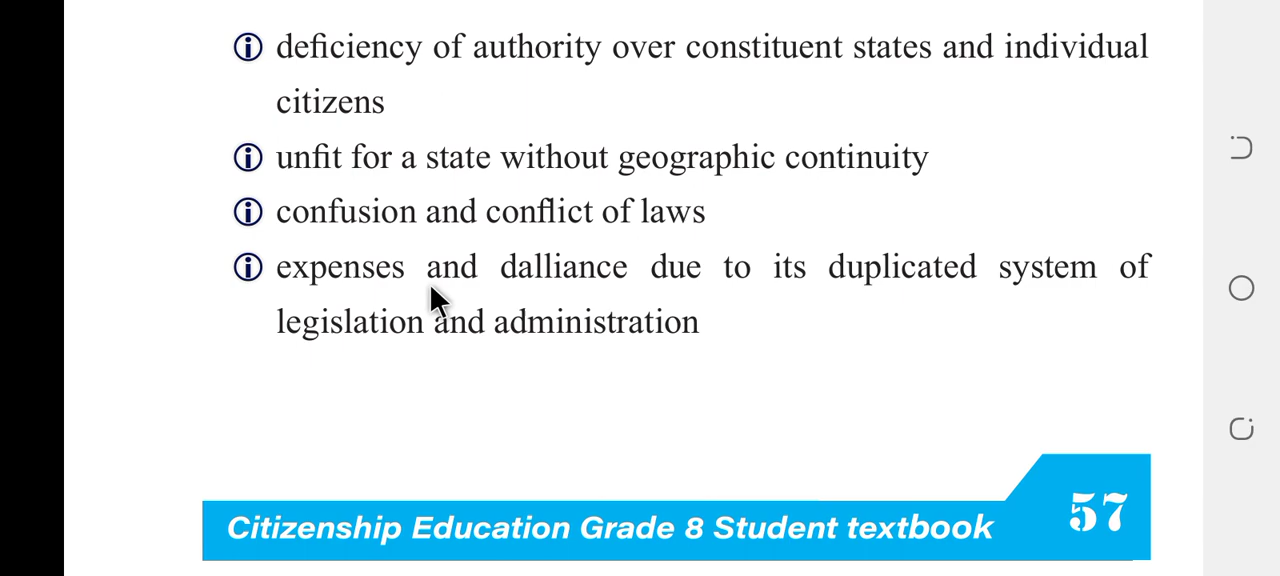 deficiency of authority over constituent states and individual
citizens
unfit for a state without geographic continuity
confusion and conflict of laws
expenses and dalliance due to its duplicated system of
legislation and administration
57
Citizenship Education Grade 8 Student textbook